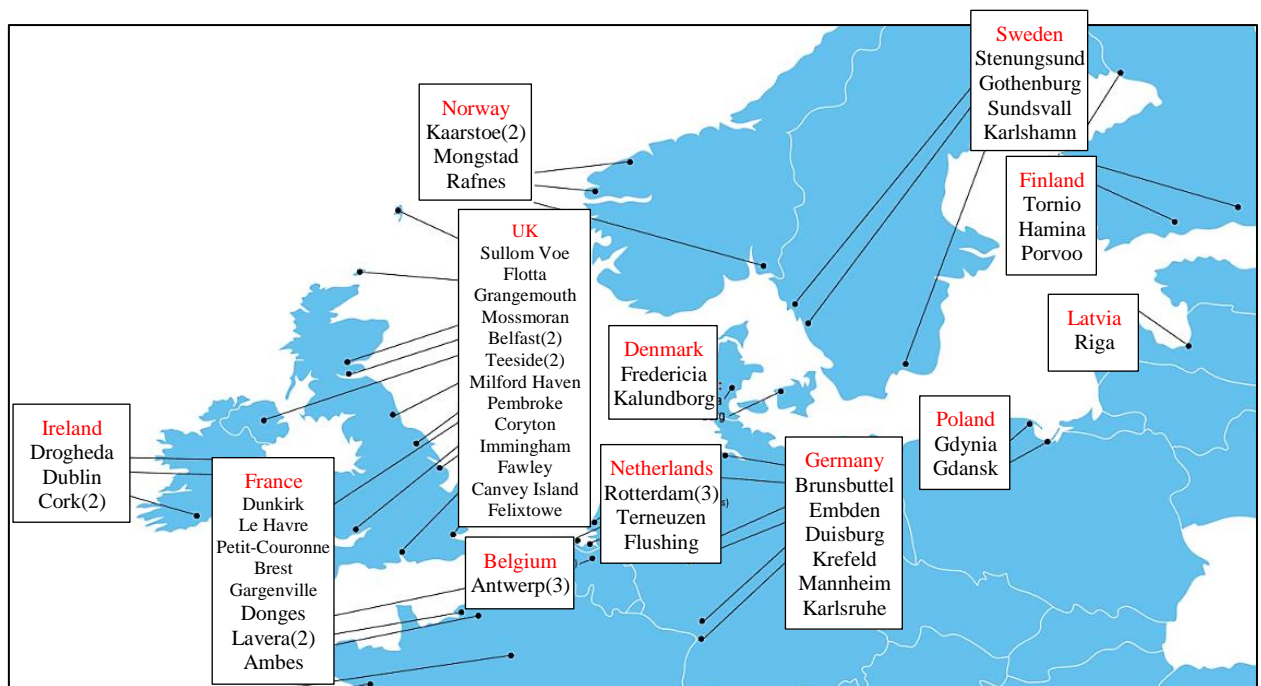 Sweden
Stenungsund
Gothenburg
Sundsvall
Karlshamn
Norway
Kaarstoe(2)
Mongstad
Rafnes
Finland
Tornio
Hamina
Porvoo
UK
Sullom Voe
Flotta
Grangemouth
Mossmoran
Belfast(2)
Teeside(2)
Milford Haven
Pembroke
Coryton
Immingham
Fawley
Canvey Island
Felixtowe
Latvia
Riga
Denmark
Fredericia
Kalundborg
Ireland
Drogheda
Dublin
Cork(2)
Poland
Gdynia
Gdansk
France
Dunkirk
Le Havre
Petit-Couronne
Brest
Gargenville
Donges
Lavera(2)
Ambes
Netherlands
Rotterdam(3)
Terneuzen
Flushing
Germany
Brunsbuttel
Embden
Duisburg
Krefeld
Mannheim
Karlsruhe
Belgium
Antwerp(3)